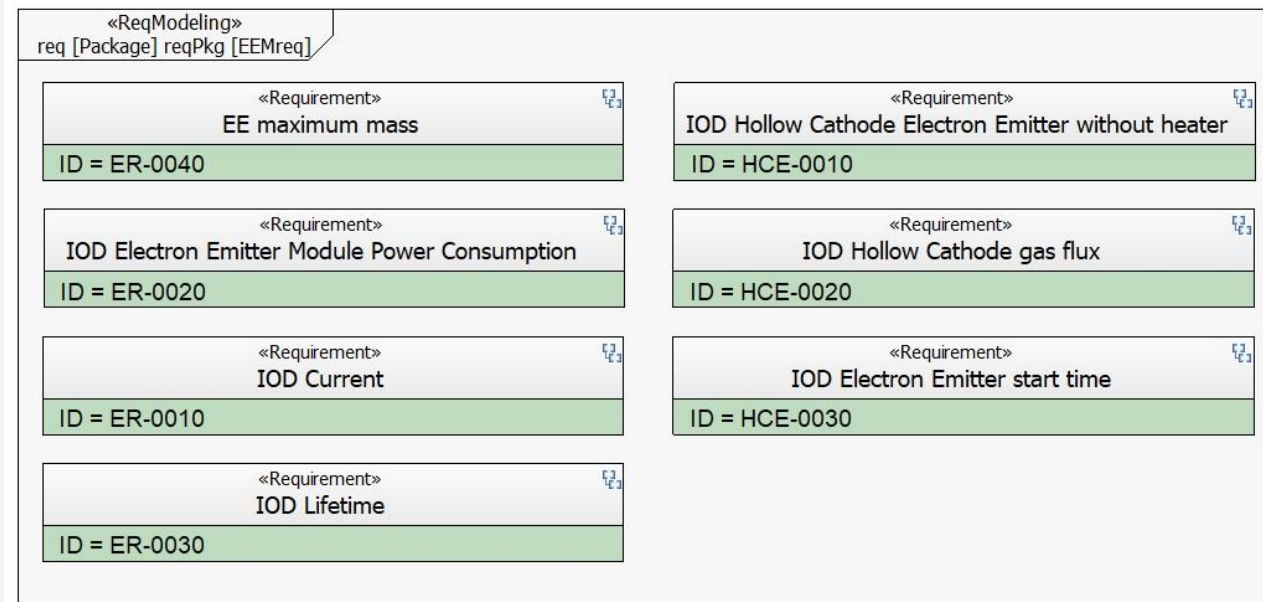 «ReqModeling»
req [Package] reqPkg [EEMreq]
«Requirement»
EE maximum mass
ID = ER-0040
«Requirement»
IOD Electron Emitter Module Power Consumption
ID = ER-0020
«Requirement»
IOD Current
ID = ER-0010
«Requirement»
IOD Lifetime
ID = ER-0030
«Requirement»
IOD Hollow Cathode Electron Emitter without heater
ID = HCE-0010
«Requirement»
IOD Hollow Cathode gas flux
ID = HCE-0020
«Requirement»
IOD Electron Emitter start time
ID = HCE-0030